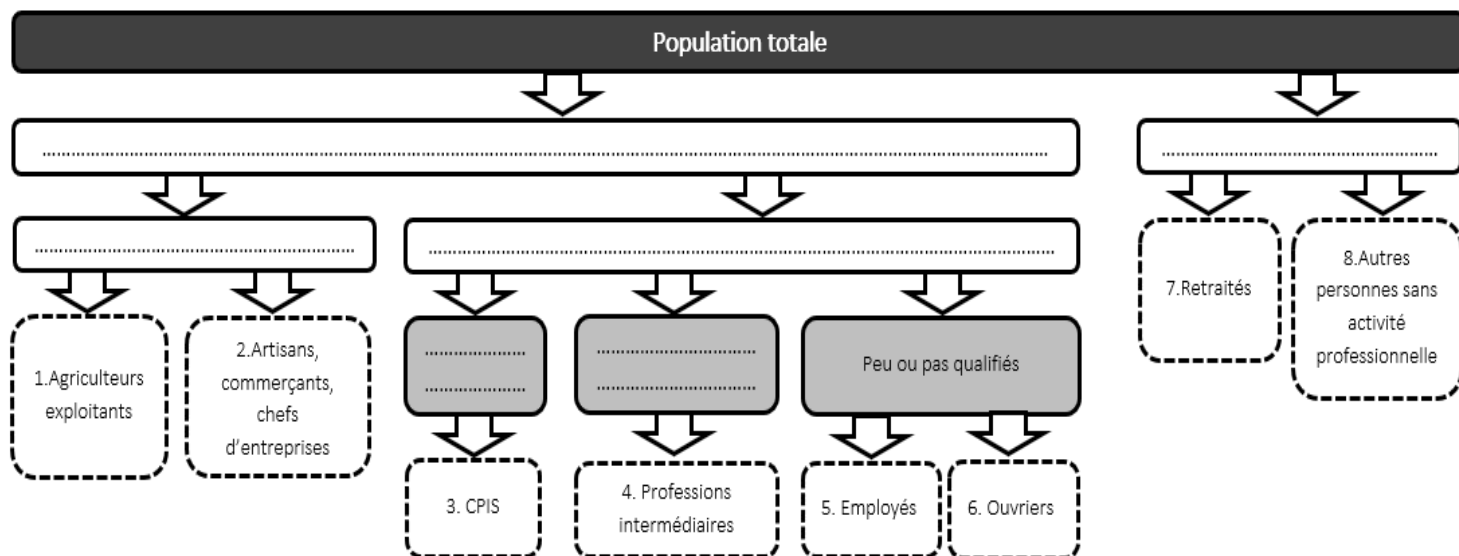 Population totale
............................................................
..............................
..............................
..............................
1.Agriculteurs
exploitants
2.Artisans,
commerçants,
chefs
d'entreprises
....................
....................
....................
....................
Peu ou pas qualifiés
7.Retraités
8.Autres
personnes sans
activité
professionnelle
3. CPIS
4. Professions
intermédiaires
5. Employés
6. Ouvriers